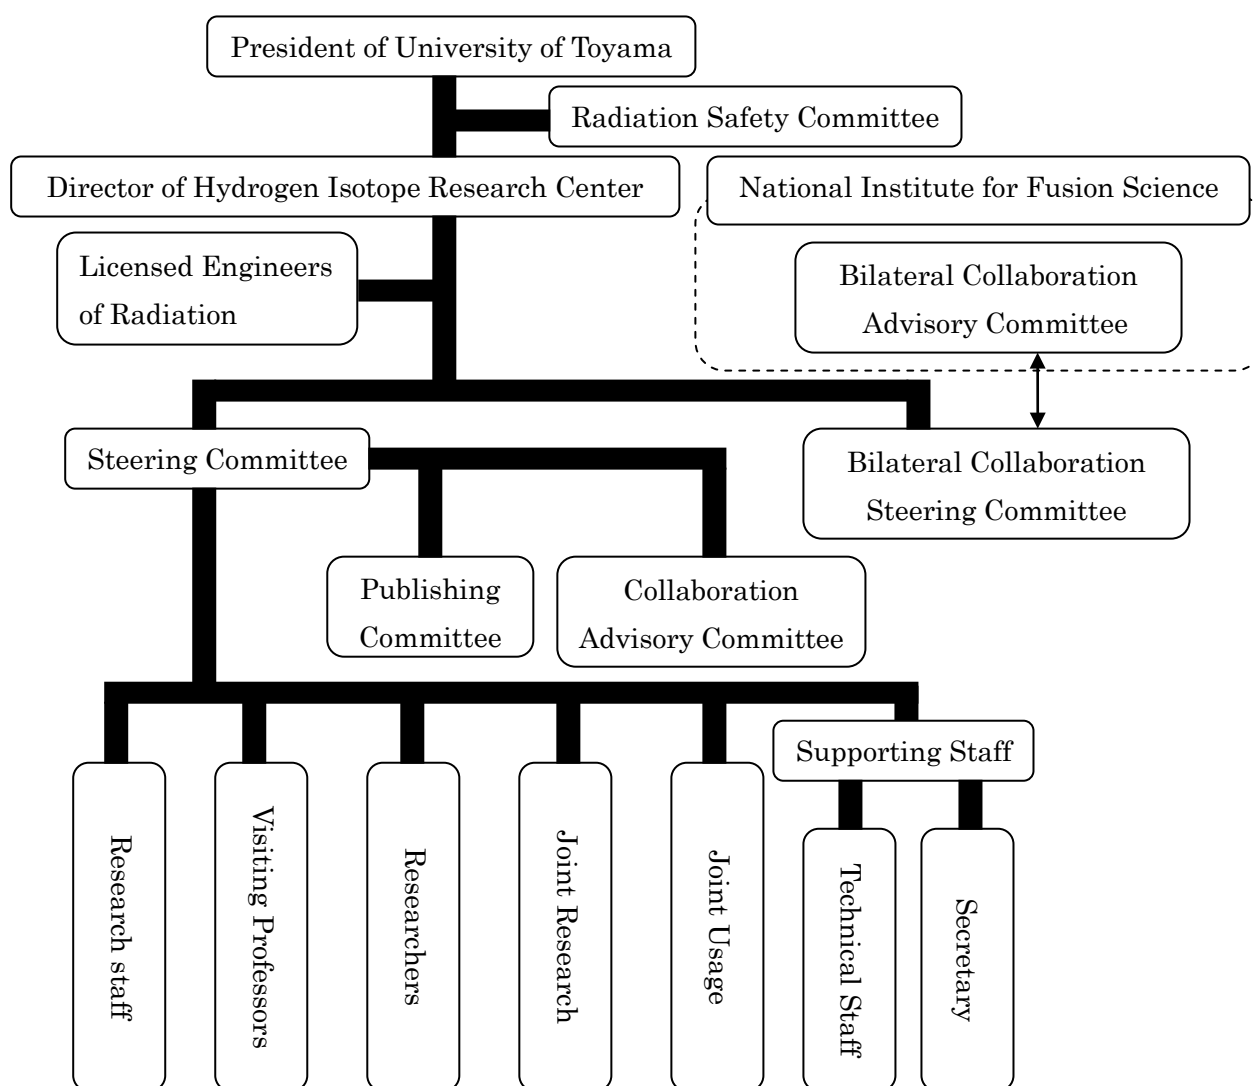 President of University of Toyama
Radiation Safety Committee
Director of Hydrogen Isotope Research Center
National Institute for Fusion Science
Licensed Engineers
of Radiation
Bilateral Collaboration
Advisory Committee
Steering Committee
Bilateral Collaboration
Steering Committee
Publishing
Committee
Collaboration
Advisory Committee
Supporting Staff
Research staff
Visiting Professors
Researchers
Joint Research
Joint Usage
Technical Staff
Secretary